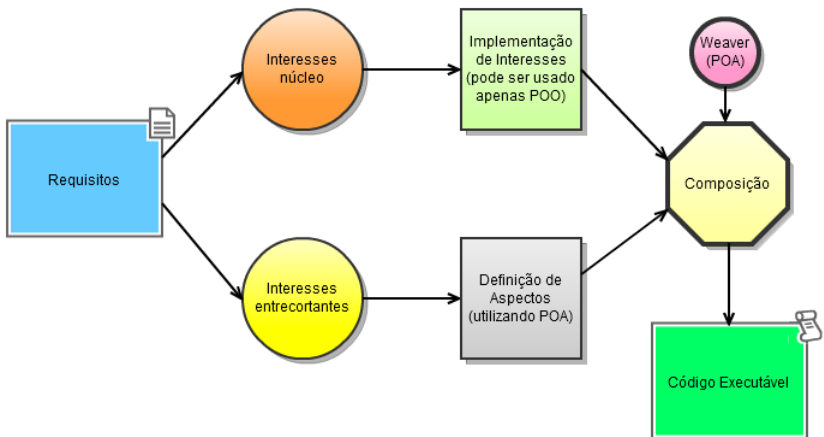 Requisitos
Interesses
núcleo
Implementação
de Interesses
(pode ser usado
apenas POO)
Weaver
(POA)
Composição
Interesses
entrecortantes
Definição de
Aspectos
(utilizando POA)
Código Executável